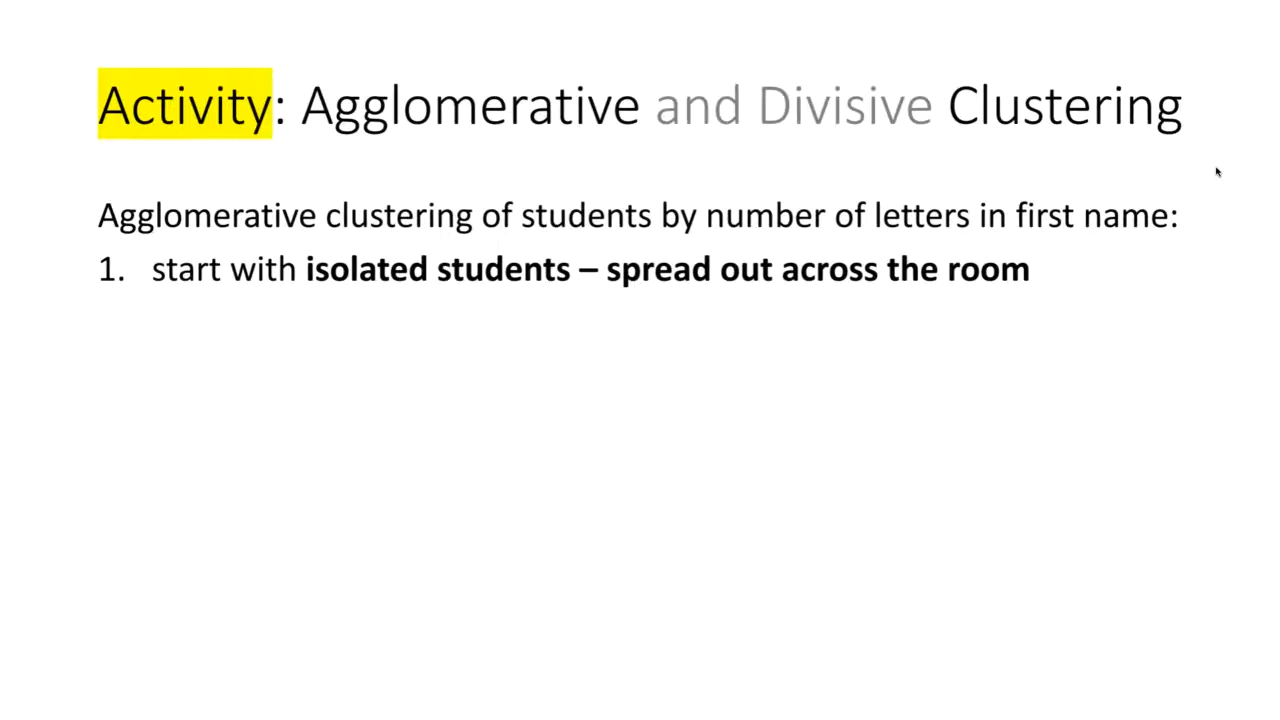 Activity: Agglomerative and Divisive Clustering
Agglomerative clustering of students by number of letters in first name:
1. start with isolated students – spread out across the room